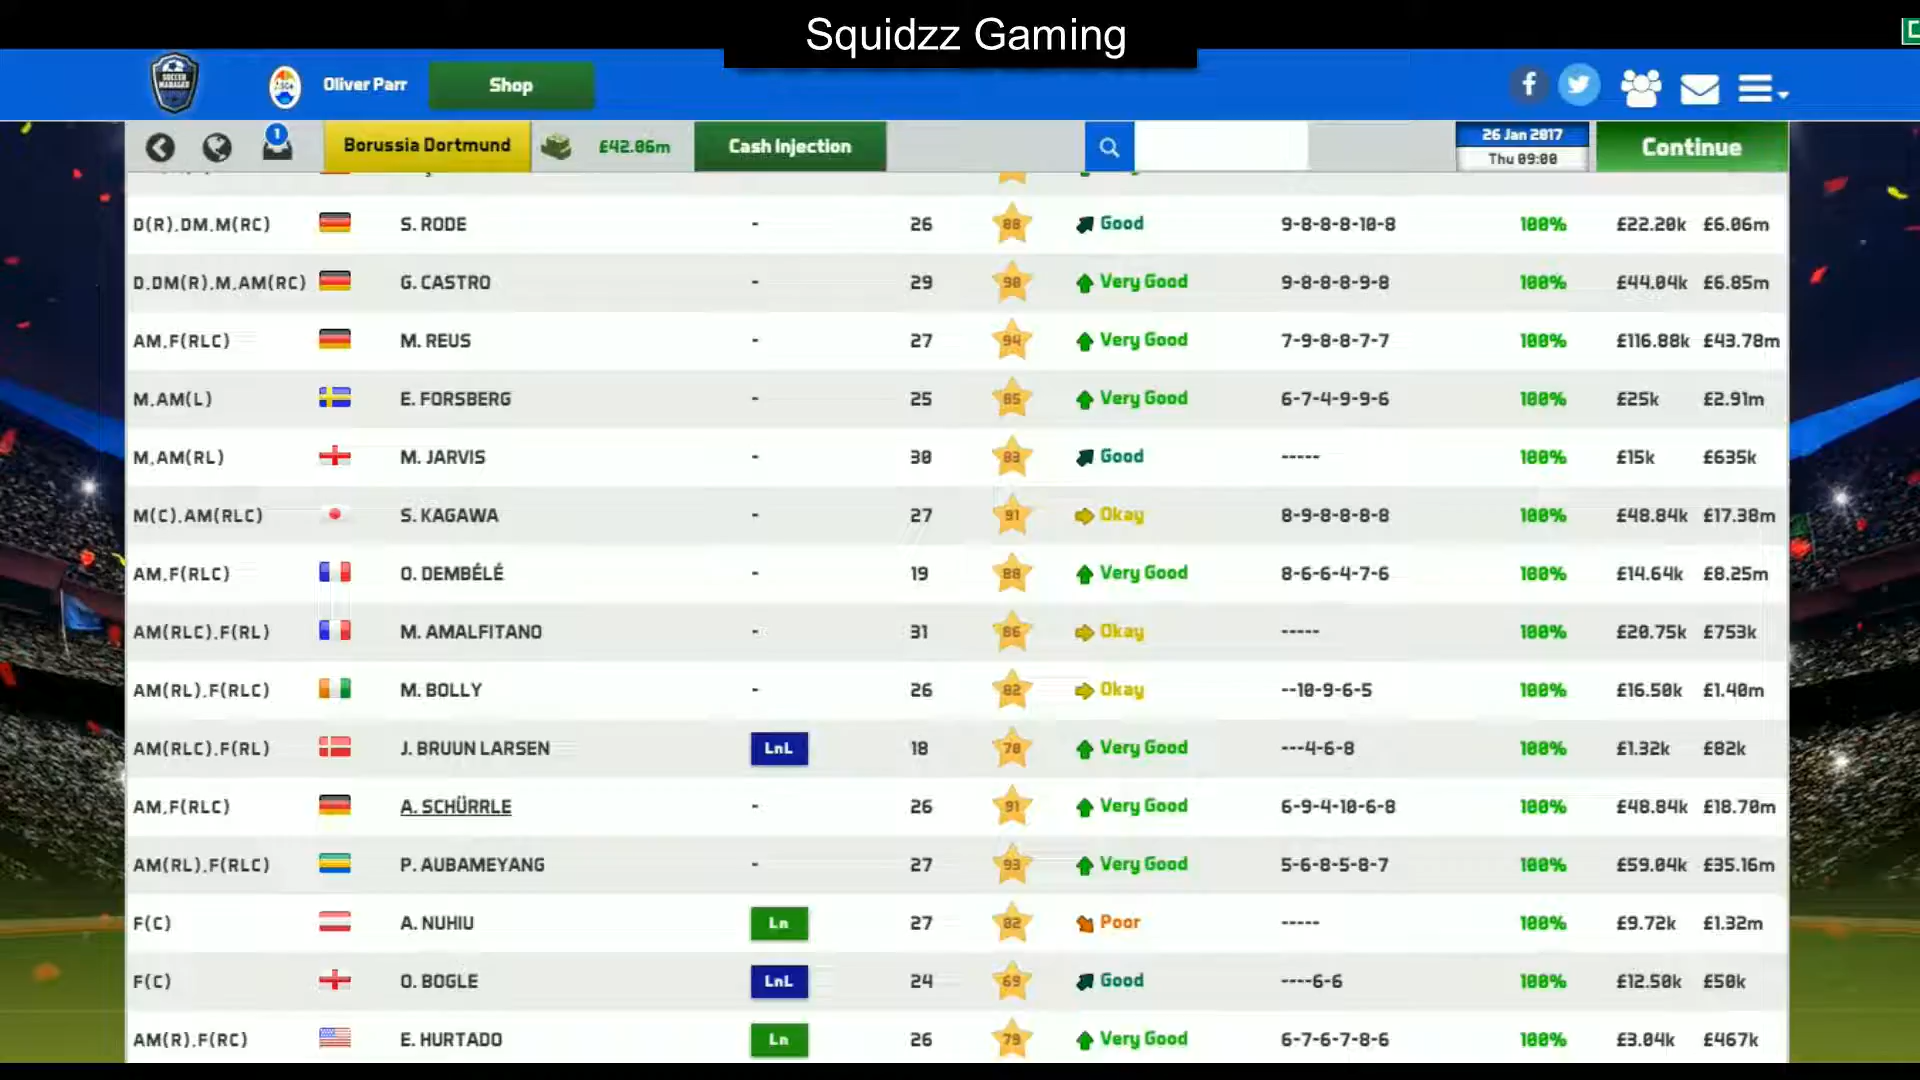 Squidzz Gaming
SOCCER MANAGER
Oliver Parr
Shop
1
Borussia Dortmund
£42.06m
Cash Injection
26 Jan 2017
Thu 09:00
Continue
D(R).DM.M(RC) S. RODE - 26 88 Good 9-8-8-8-10-8 100% £22.20k £6.06m
D.DM(R).M.AM(RC) G. CASTRO - 29 90 Very Good 9-8-8-8-9-8 100% £44.04k £6.85m
AM.F(RLC) M. REUS - 27 94 Very Good 7-9-8-8-7-7 100% £116.88k £43.78m
M.AM(L) E. FORSBERG - 25 85 Very Good 6-7-4-9-9-6 100% £25k £2.91m
M.AM(RL) M. JARVIS - 30 83 Good ----- 100% £15k £635k
M(C).AM(RLC) S. KAGAWA - 27 91 Okay 8-9-8-8-8-8 100% £48.84k £17.38m
AM.F(RLC) O. DEMBÉLÉ - 19 88 Very Good 8-6-6-4-7-6 100% £14.64k £8.25m
AM(RLC).F(RL) M. AMALFITANO - 31 86 Okay ----- 100% £20.75k £753k
AM(RL).F(RLC) M. BOLLY - 26 82 Okay --10-9-6-5 100% £16.50k £1.40m
AM(RLC).F(RL) J. BRUUN LARSEN LnL 18 70 Very Good ---4-6-8 100% £1.32k £82k
AM.F(RLC) A. SCHÜRRLE - 26 91 Very Good 6-9-4-10-6-8 100% £48.84k £18.70m
AM(RL).F(RLC) P. AUBAMEYANG - 27 93 Very Good 5-6-8-5-8-7 100% £59.04k £35.16m
F(C) A. NUHIU Ln 27 82 Poor ----- 100% £9.72k £1.32m
F(C) O. BOGLE LnL 24 69 Good ----6-6 100% £12.50k £50k
AM(R).F(RC) E. HURTADO Ln 26 79 Very Good 6-7-6-7-8-6 100% £3.04k £467k